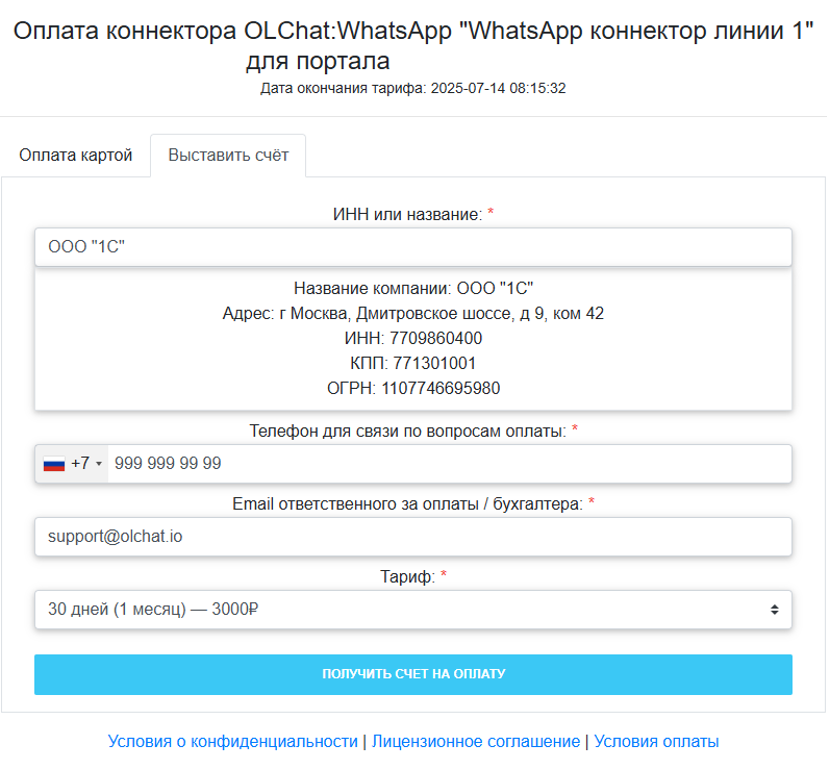 Оплата коннектора OLChat:WhatsApp "WhatsApp коннектор линии 1"
для портала
Дата окончания тарифа: 2025-07-14 08:15:32
Оплата картой
Выставить счёт
ИНН или название: *
ООО "1С"
Название компании: ООО "1С"
Адрес: г Москва, Дмитровское шоссе, д 9, ком 42
ИНН: 7709860400
КПП: 771301001
ОГРН: 1107746695980
Телефон для связи по вопросам оплаты: *
+7 999 999 99 99
Email ответственного за оплаты / бухгалтера: *
support@olchat.io
Тариф: *
30 дней (1 месяц) — 3000₽
ПОЛУЧИТЬ СЧЕТ НА ОПЛАТУ
Условия о конфиденциальности | Лицензионное соглашение | Условия оплаты